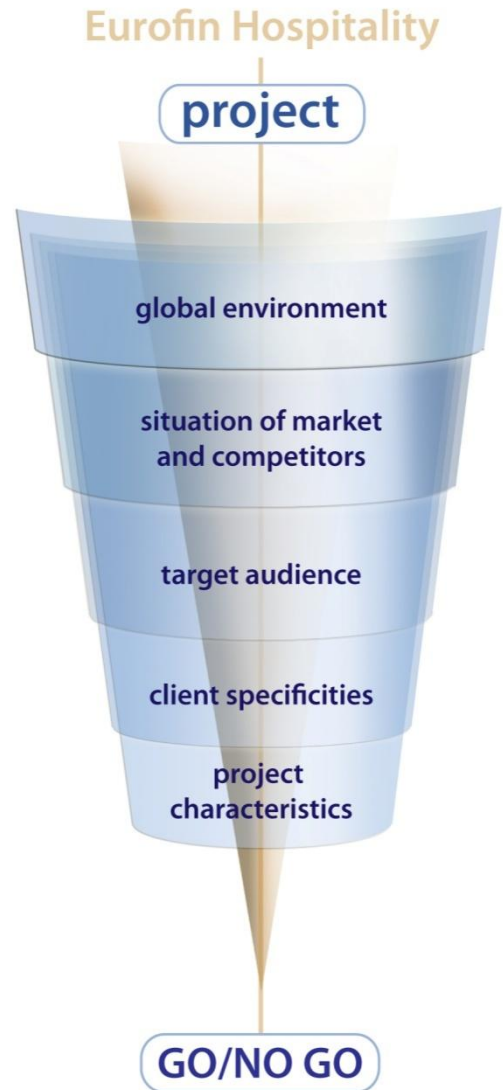 Eurofin Hospitality
project
global environment
situation of market
and competitors
target audience
client specificities
project
characteristics
GO/NO GO